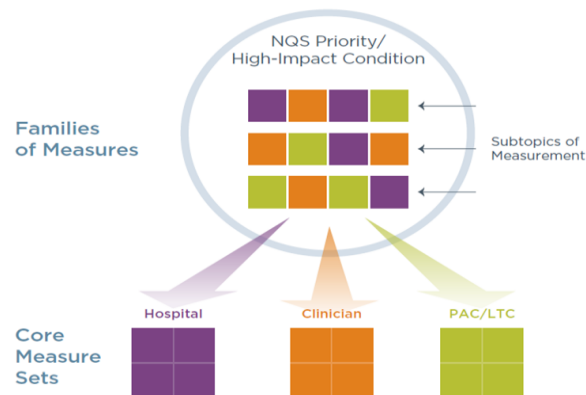 NQS Priority/
High-Impact Condition
Families
of Measures
Subtopics of
Measurement
Hospital
Clinician
PAC/LTC
Core
Measure
Sets